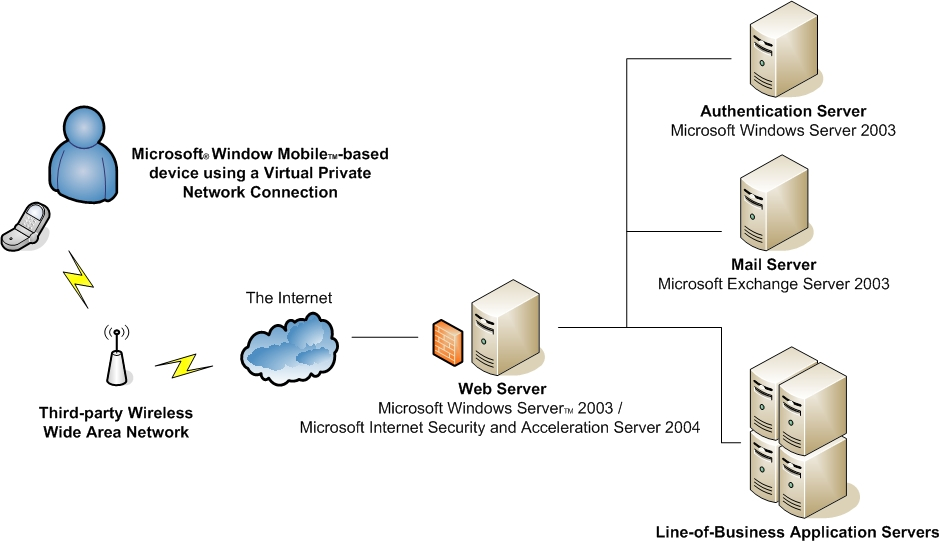 Authentication Server
Microsoft Windows Server 2003
Microsoft® Window Mobile™-based
device using a Virtual Private
Network Connection
Mail Server
Microsoft Exchange Server 2003
The Internet
Web Server
Microsoft Windows Server™ 2003 /
Microsoft Internet Security and Acceleration Server 2004
Third-party Wireless
Wide Area Network
Line-of-Business Application Servers